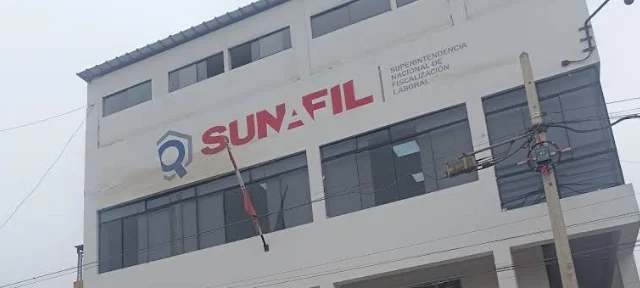 SUNAFIL
SUPERINTENDENCIA
NACIONAL DE
FISCALIZACIÓN
LABORAL